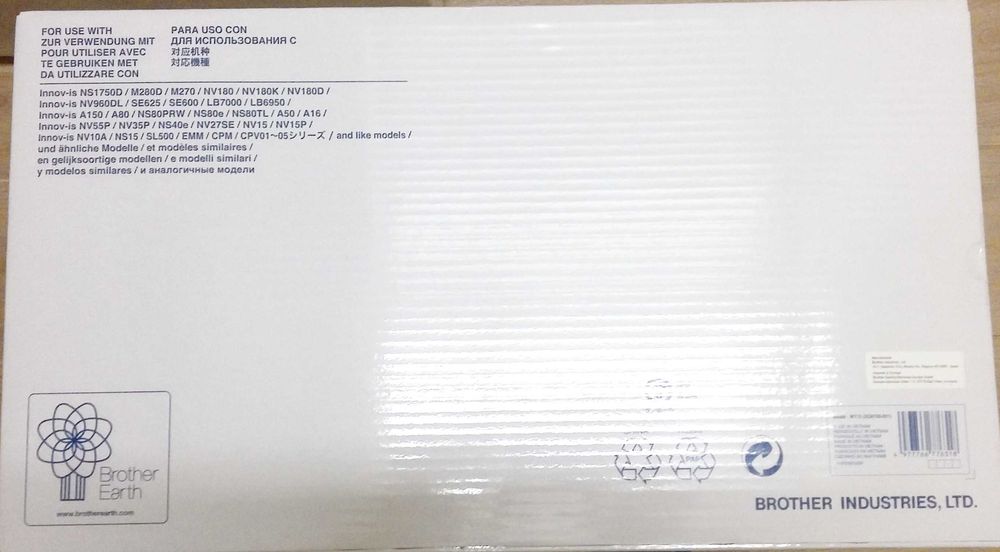 FOR USE WITH
ZUR VERWENDUNG MIT
POUR UTILISER AVEC
TE GEBRUIKEN MET
DA UTILIZZARE CON
PARA USO CON
ДЛЯ ИСПОЛЬЗОВАНИЯ С
对应机种
対応機種
Innov-is NS1750D / M280D / M270 / NV180 / NV180K / NV180D /
Innov-is NV960DL / SE625 / SE600 / LB7000 / LB6950 /
Innov-is A150 / A80 / NS80PRW / NS80e / NS80TL / A50 / A16 /
Innov-is NV55P / NV35P / NS40e / NV27SE / NV15 / NV15P /
Innov-is NV10A / NS15 / SL500 / EMM / CPM / CPV01～05シリーズ / and like models /
und ähnliche Modelle / et modèles similaires /
en gelijksoortige modellen / e modelli similari /
y modelos similares / и аналогичные модели
Brother
Earth
www.brotherearth.com
PAP
4 977766 776318
BROTHER INDUSTRIES, LTD.